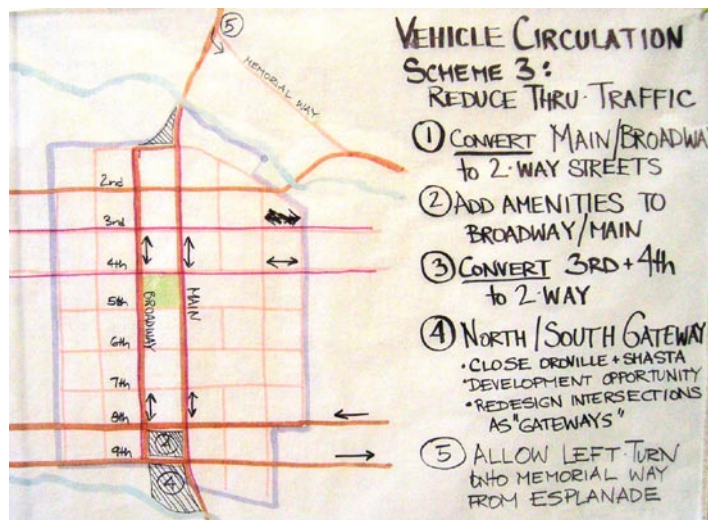 5
MEMORIAL WAY
2nd
3rd
4th
5th
6th
7th
8th
9th
BROADWAY
MAIN
4
VEHICLE CIRCULATION
SCHEME 3:
REDUCE THRU-TRAFFIC
1 CONVERT MAIN/BROADWAY
to 2-WAY STREETS
2 ADD AMENITIES TO
BROADWAY/MAIN
3 CONVERT 3RD + 4th
to 2-WAY
4 NORTH/SOUTH GATEWAY
• CLOSE OROVILLE + SHASTA
• DEVELOPMENT OPPORTUNITY
• REDESIGN INTERSECTIONS
AS "GATEWAYS"
5 ALLOW LEFT-TURN
ONTO MEMORIAL WAY
FROM ESPLANADE